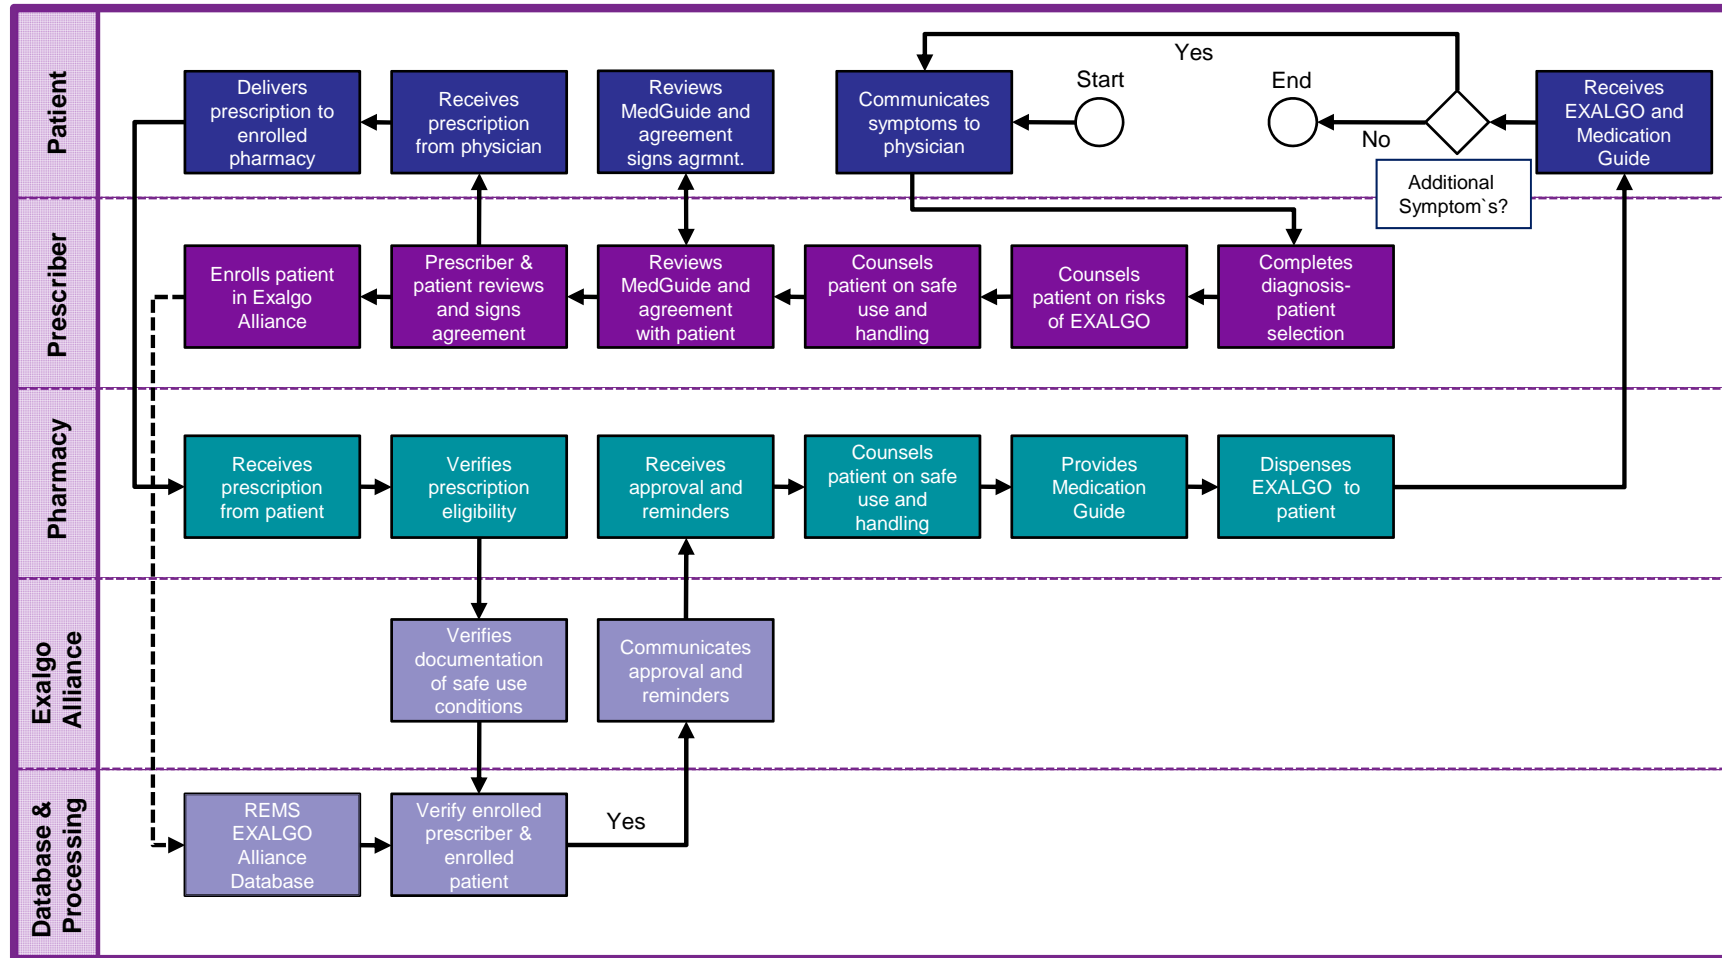 Patient
Delivers
prescription to
enrolled
pharmacy
Receives
prescription
from physician
Reviews
MedGuide and
agreement
signs agrmnt.
Communicates
symptoms to
physician
Start
End
Yes
No
Additional
Symptom`s?
Receives
EXALGO and
Medication
Guide
Prescriber
Enrolls patient
in Exalgo
Alliance
Prescriber &
patient reviews
and signs
agreement
Reviews
MedGuide and
agreement
with patient
Counsels
patient on safe
use and
handling
Counsels
patient on risks
of EXALGO
Completes
diagnosis-
patient
selection
Pharmacy
Receives
prescription
from patient
Verifies
prescription
eligibility
Receives
approval and
reminders
Counsels
patient on safe
use and
handling
Provides
Medication
Guide
Dispenses
EXALGO to
patient
Exalgo
Alliance
Verifies
documentation
of safe use
conditions
Communicates
approval and
reminders
Database &
Processing
REMS
EXALGO
Alliance
Database
Verify enrolled
prescriber &
enrolled
patient
Yes